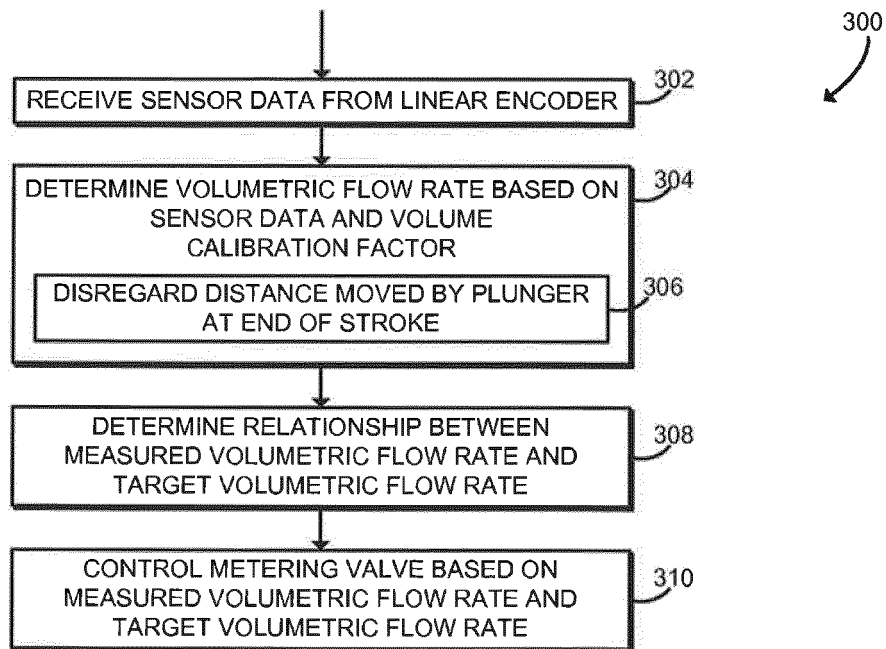 300
RECEIVE SENSOR DATA FROM LINEAR ENCODER
302
DETERMINE VOLUMETRIC FLOW RATE BASED ON
SENSOR DATA AND VOLUME
CALIBRATION FACTOR
304
DISREGARD DISTANCE MOVED BY PLUNGER
AT END OF STROKE
306
DETERMINE RELATIONSHIP BETWEEN
MEASURED VOLUMETRIC FLOW RATE AND
TARGET VOLUMETRIC FLOW RATE
308
CONTROL METERING VALVE BASED ON
MEASURED VOLUMETRIC FLOW RATE AND
TARGET VOLUMETRIC FLOW RATE
310